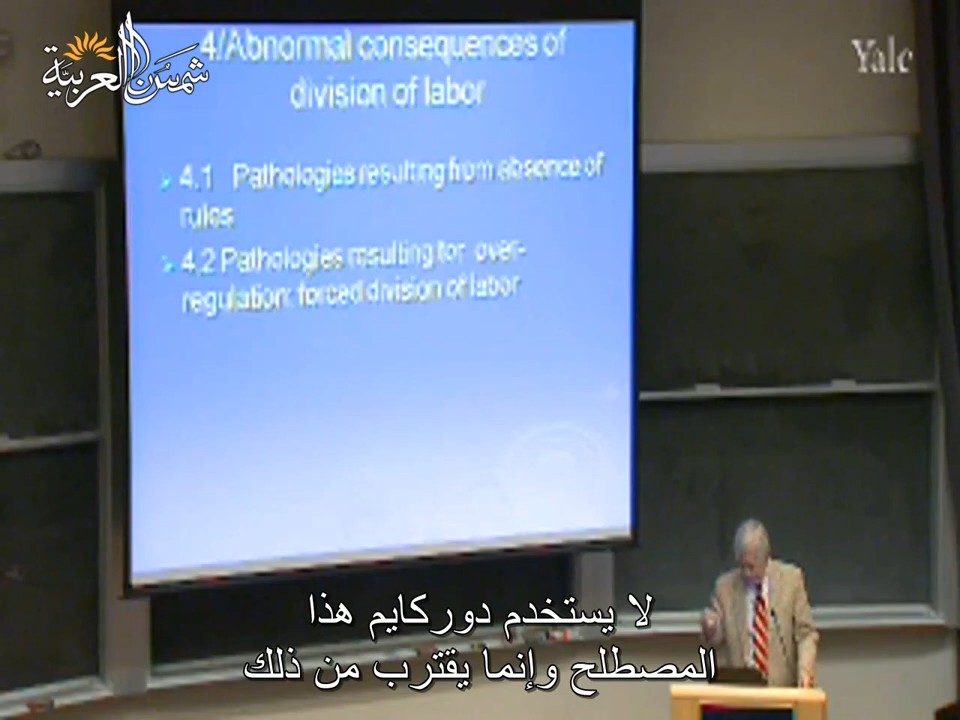 شمس العربية
Yale
4/Abnormal consequences of
division of labor
4.1 Pathologies resulting from absence of
rules
4.2 Pathologies resulting for over-
regulation: forced division of labor
لا يستخدم دوركايم هذا
المصطلح وإنما يقترب من ذلك